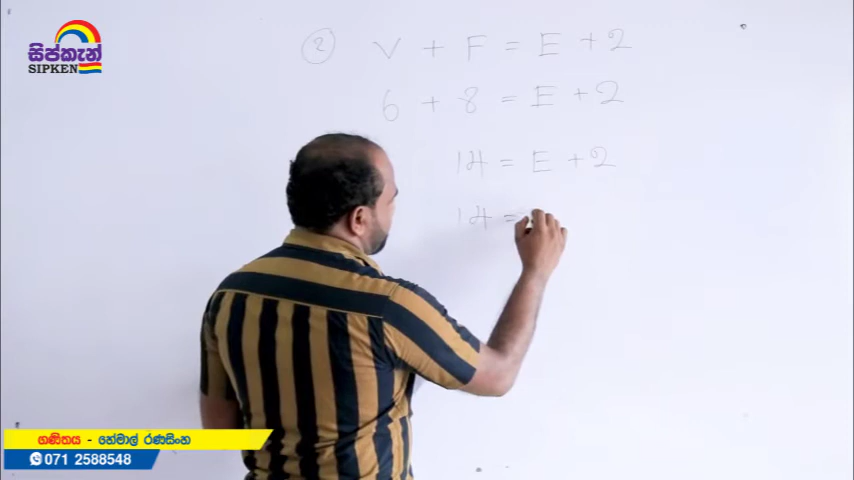 සිප්කැන්
SIPKEN
2 V + F = E + 2
6 + 8 = E + 2
14 = E + 2
14 =
ගණිතය - හේමාල් රණසිංහ
071 2588548